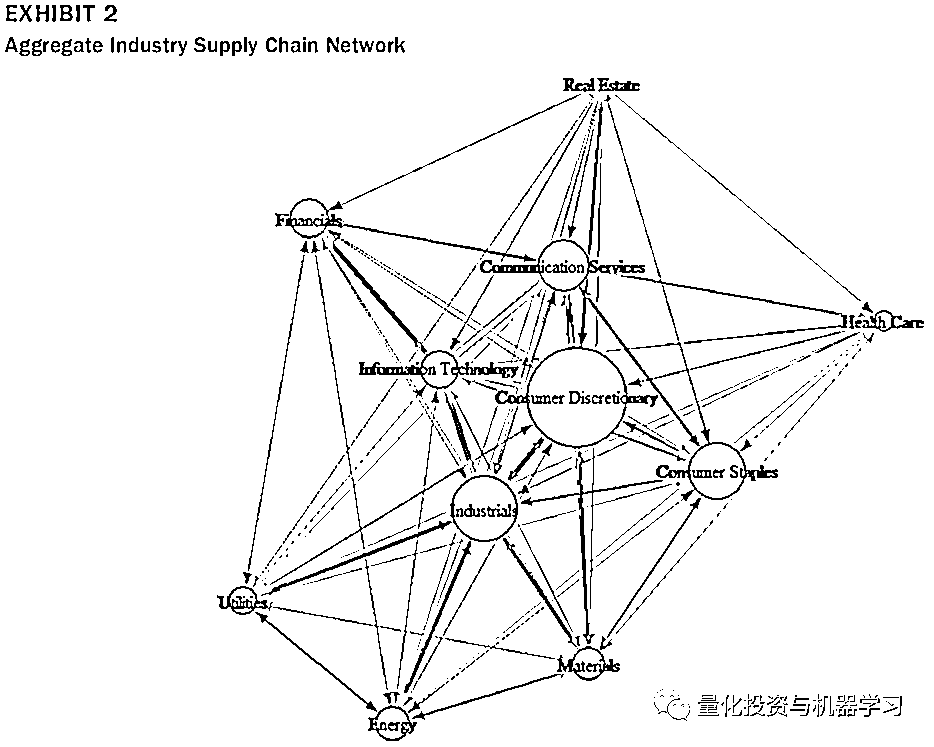 EXHIBIT 2
Aggregate Industry Supply Chain Network
Real Estate
Financials
Communication Services
Health Care
Information Technology
Consumer Discretionary
Consumer Staples
Industrials
Utilities
Materials
Energy
量化投资与机器学习